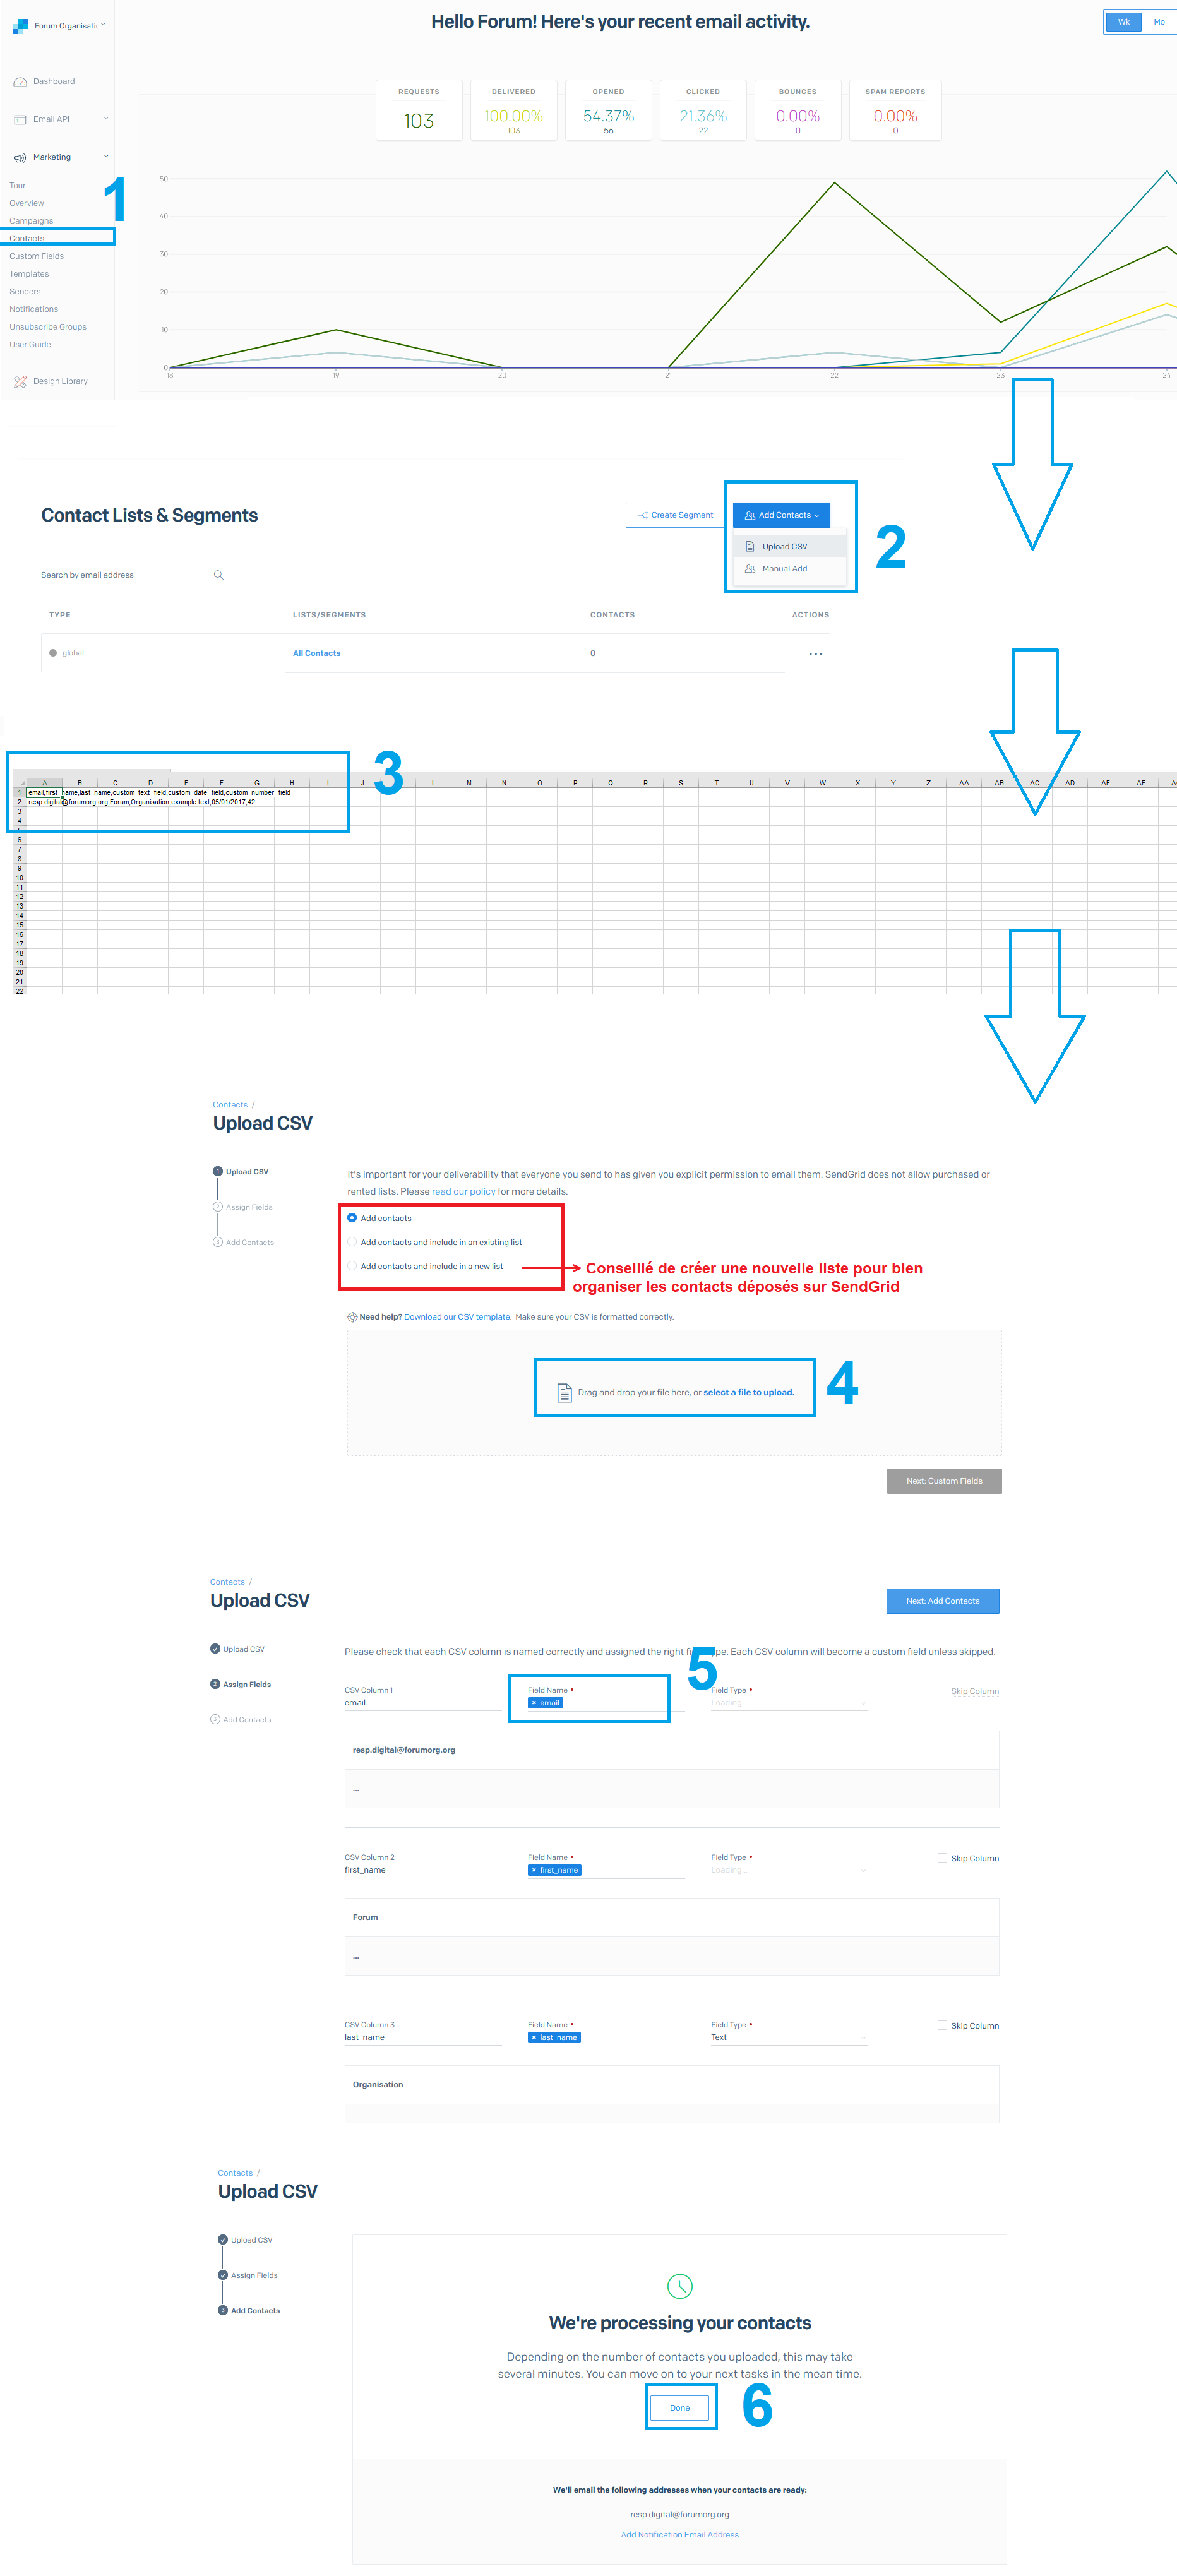 Forum Organisatic
Hello Forum! Here's your recent email activity.
Wk
Mo
Dashboard
Email API
Marketing
Tour
Overview
Campaigns
Contacts
Custom Fields
Templates
Senders
Notifications
Unsubscribe Groups
User Guide
Design Library
1
REQUESTS
103
DELIVERED
100.00%
103
OPENED
54.37%
56
CLICKED
21.36%
22
BOUNCES
0.00%
0
SPAM REPORTS
0.00%
0
50
40
30
20
10
0
18 19 20 21 22 23 24
Contact Lists & Segments
Create Segment
Add Contacts
Upload CSV
Manual Add
2
Search by email address
TYPE LISTS/SEGMENTS CONTACTS ACTIONS
global All Contacts 0 ...
3
A B C D E F G H I J L M N O P Q R S T U V W X Y Z AA AB AC AD AE AF
1 email,first_name,last_name,custom_text_field,custom_date_field,custom_number_field
2 resp.digital@forumorg.org,Forum,Organisation,example text,05/01/2017,42
3
4
5
6
7
8
9
10
11
12
13
14
15
16
17
18
19
20
21
22
Contacts /
Upload CSV
1 Upload CSV
2 Assign Fields
3 Add Contacts
It's important for your deliverability that everyone you send to has given you explicit permission to email them. SendGrid does not allow purchased or
rented lists. Please read our policy for more details.
Add contacts
Add contacts and include in an existing list
Add contacts and include in a new list
Conseillé de créer une nouvelle liste pour bien
organiser les contacts déposés sur SendGrid
Need help? Download our CSV template. Make sure your CSV is formatted correctly.
Drag and drop your file here, or select a file to upload.
4
Next: Custom Fields
Contacts /
Upload CSV
Next: Add Contacts
Upload CSV
2 Assign Fields
3 Add Contacts
Please check that each CSV column is named correctly and assigned the right fi ype. Each CSV column will become a custom field unless skipped.
5
CSV Column 1 Field Name • Field Type • Skip Column
email × email Loading...
resp.digital@forumorg.org
...
CSV Column 2 Field Name • Field Type • Skip Column
first_name × first_name Loading...
Forum
...
CSV Column 3 Field Name • Field Type • Skip Column
last_name × last_name Text
Organisation
Contacts /
Upload CSV
Upload CSV
Assign Fields
3 Add Contacts
We're processing your contacts
Depending on the number of contacts you uploaded, this may take
several minutes. You can move on to your next tasks in the mean time.
Done
6
We'll email the following addresses when your contacts are ready:
resp.digital@forumorg.org
Add Notification Email Address